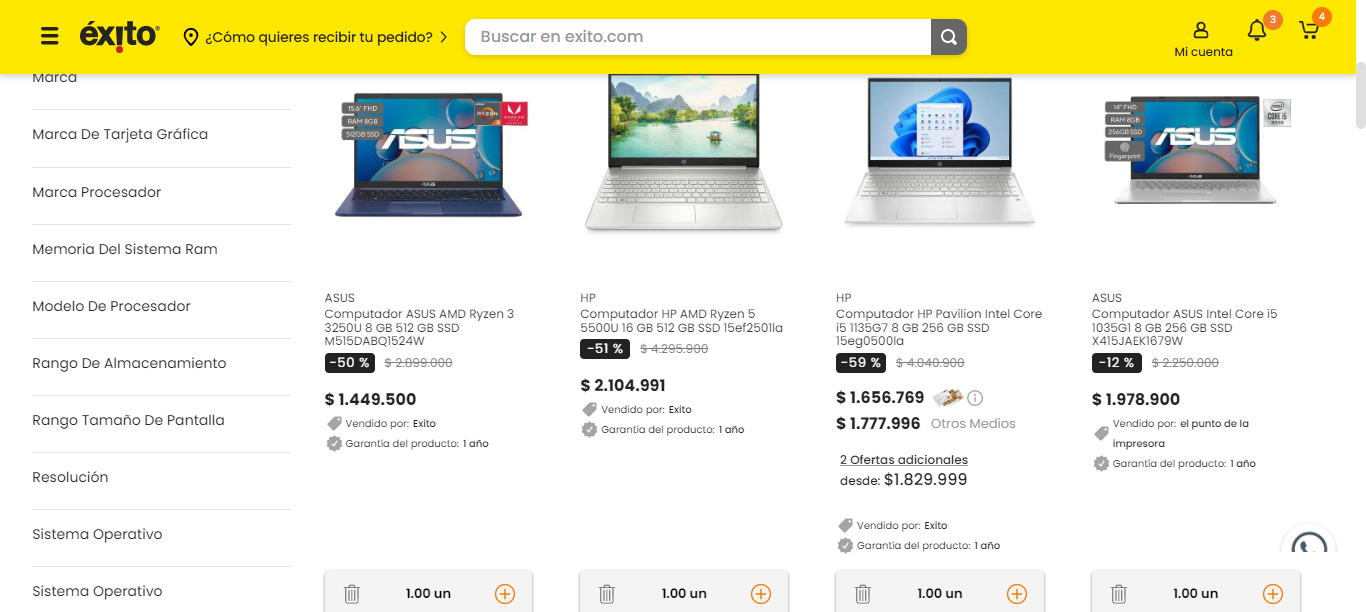 éxito
¿Cómo quieres recibir tu pedido?
Buscar en exito.com
Mi cuenta
3
4
Marca
Marca De Tarjeta Gráfica
Marca Procesador
Memoria Del Sistema Ram
Modelo De Procesador
Rango De Almacenamiento
Rango Tamaño De Pantalla
Resolución
Sistema Operativo
Sistema Operativo
15.6" FHD
RAM 8GB
512GB SSD
RYZEN
3
ASUS
ASUS
Computador ASUS AMD Ryzen 3
3250U 8 GB 512 GB SSD
M515DABQ1524W
-50 % $ 2.899.000
$ 1.449.500
Vendido por: Exito
Garantía del producto: 1 año
1.00 un
HP
Computador HP AMD Ryzen 5
5500U 16 GB 512 GB SSD 15ef2501la
-51 % $ 4.295.900
$ 2.104.991
Vendido por: Exito
Garantía del producto: 1 año
1.00 un
HP
Computador HP Pavilion Intel Core
i5 1135G7 8 GB 256 GB SSD
15eg0500la
-59 % $ 4.040.900
$ 1.656.769
$ 1.777.996 Otros Medios
2 Ofertas adicionales
desde: $1.829.999
Vendido por: Exito
Garantía del producto: 1 año
1.00 un
14" FHD
RAM 8GB
256GB SSD
Fingerprint
intel
CORE i5
ASUS
ASUS
Computador ASUS Intel Core i5
1035G1 8 GB 256 GB SSD
X415JAEK1679W
-12 % $ 2.250.000
$ 1.978.900
Vendido por: el punto de la
impresora
Garantía del producto: 1 año
1.00 un